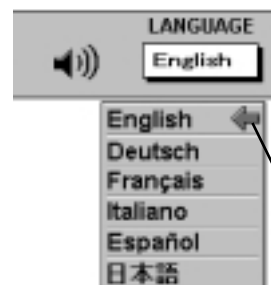 LANGUAGE
English
English
Deutsch
Français
Italiano
Español
日本語